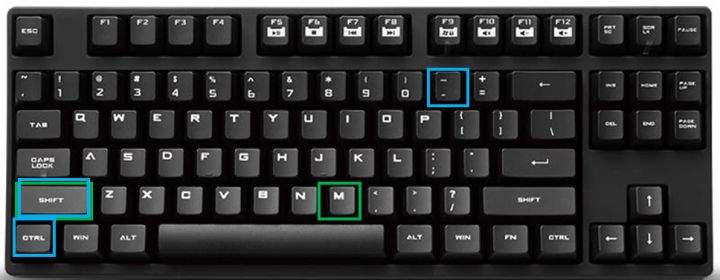 ESC F1 F2 F3 F4 F5 F6 F7 F8 F9 F10 F11 F12 PRT SC SCR LK PAUSE
~ ` ! 1 @ 2 # 3 $ 4 % 5 ^ 6 & 7 * 8 ( 9 ) 0 _ - + = ← INS HOME PAGE UP
TAB Q W E R T Y U I O P { [ } ] | \ DEL END PAGE DOWN
CAPS LOCK A S D F G H J K L : ; " ' ↵
SHIFT Z X C V B N M < , > . ? / SHIFT ↑
CTRL WIN ALT ALT WIN FN CTRL ← ↓ →